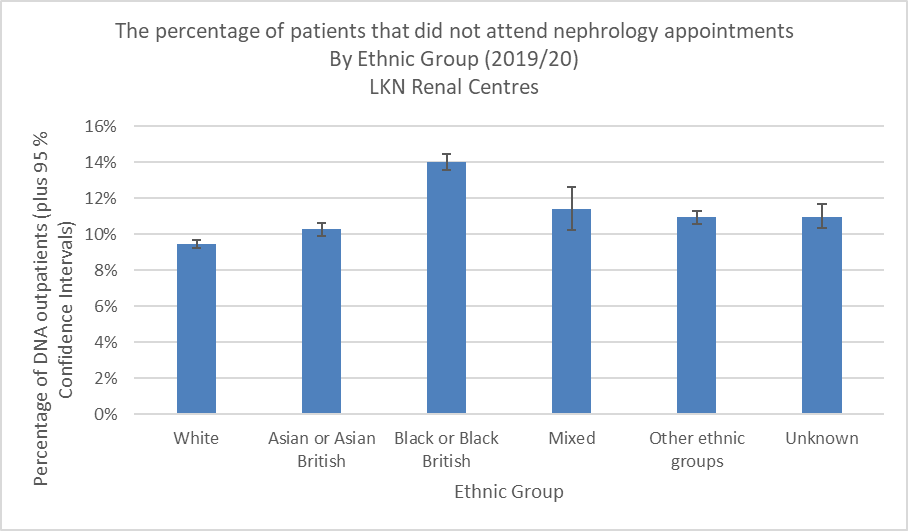 The percentage of patients that did not attend nephrology appointments
By Ethnic Group (2019/20)
LKN Renal Centres
Percentage of DNA outpatients (plus 95 %
Confidence Intervals)
16%
14%
12%
10%
8%
6%
4%
2%
0%
White
Asian or Asian
British
Black or Black
British
Mixed
Other ethnic
groups
Unknown
Ethnic Group